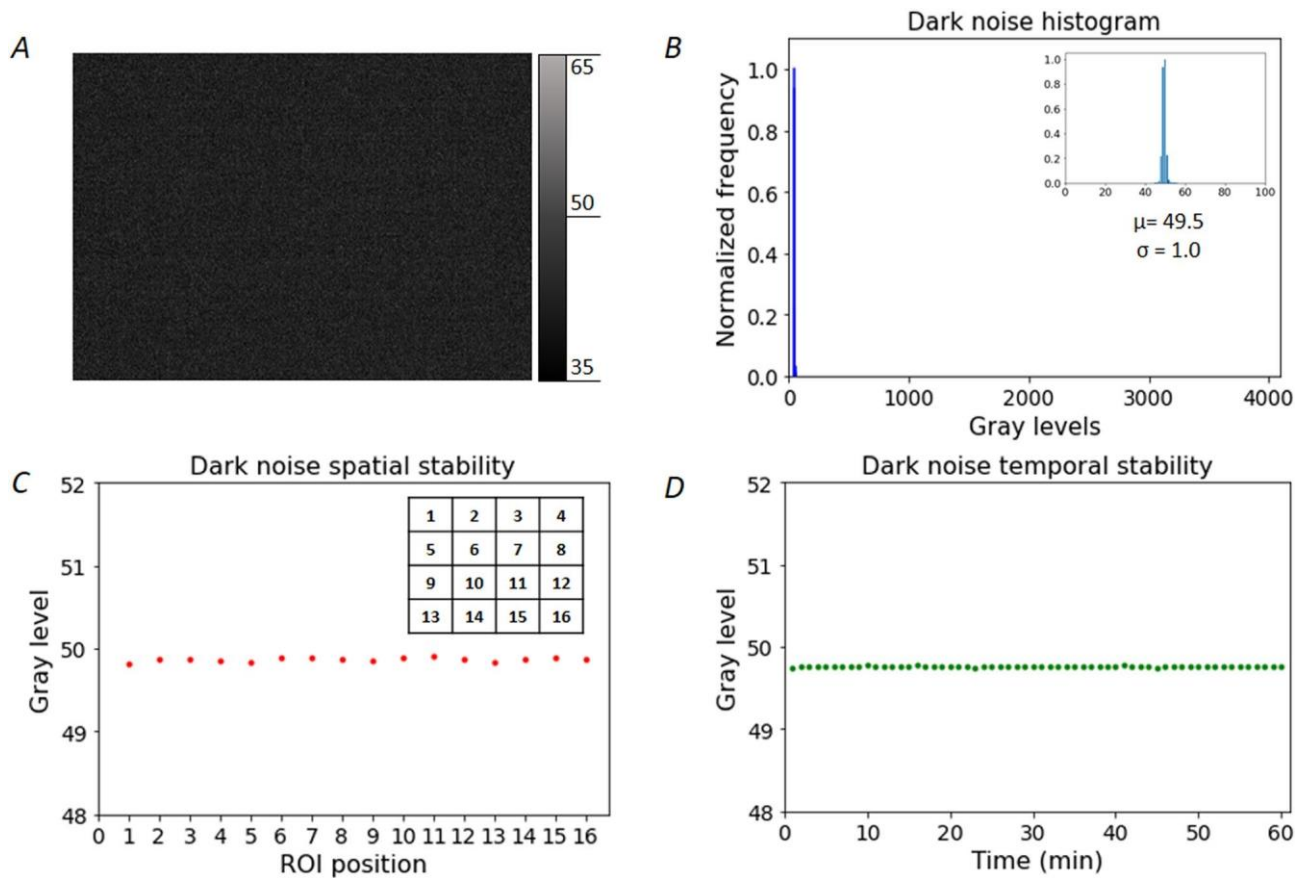 A
65
50
35
B
Dark noise histogram
Normalized frequency
1.0
0.8
0.6
0.4
0.2
0.0
0 1000 2000 3000 4000
Gray levels
1.0
0.8
0.6
0.4
0.2
0.0
0 20 40 60 80 100
μ= 49.5
σ = 1.0
C
Dark noise spatial stability
Gray level
52
51
50
49
48
1 2 3 4
5 6 7 8
9 10 11 12
13 14 15 16
0 1 2 3 4 5 6 7 8 9 10 11 12 13 14 15 16
ROI position
D
Dark noise temporal stability
Gray level
52
51
50
49
48
0 10 20 30 40 50 60
Time (min)